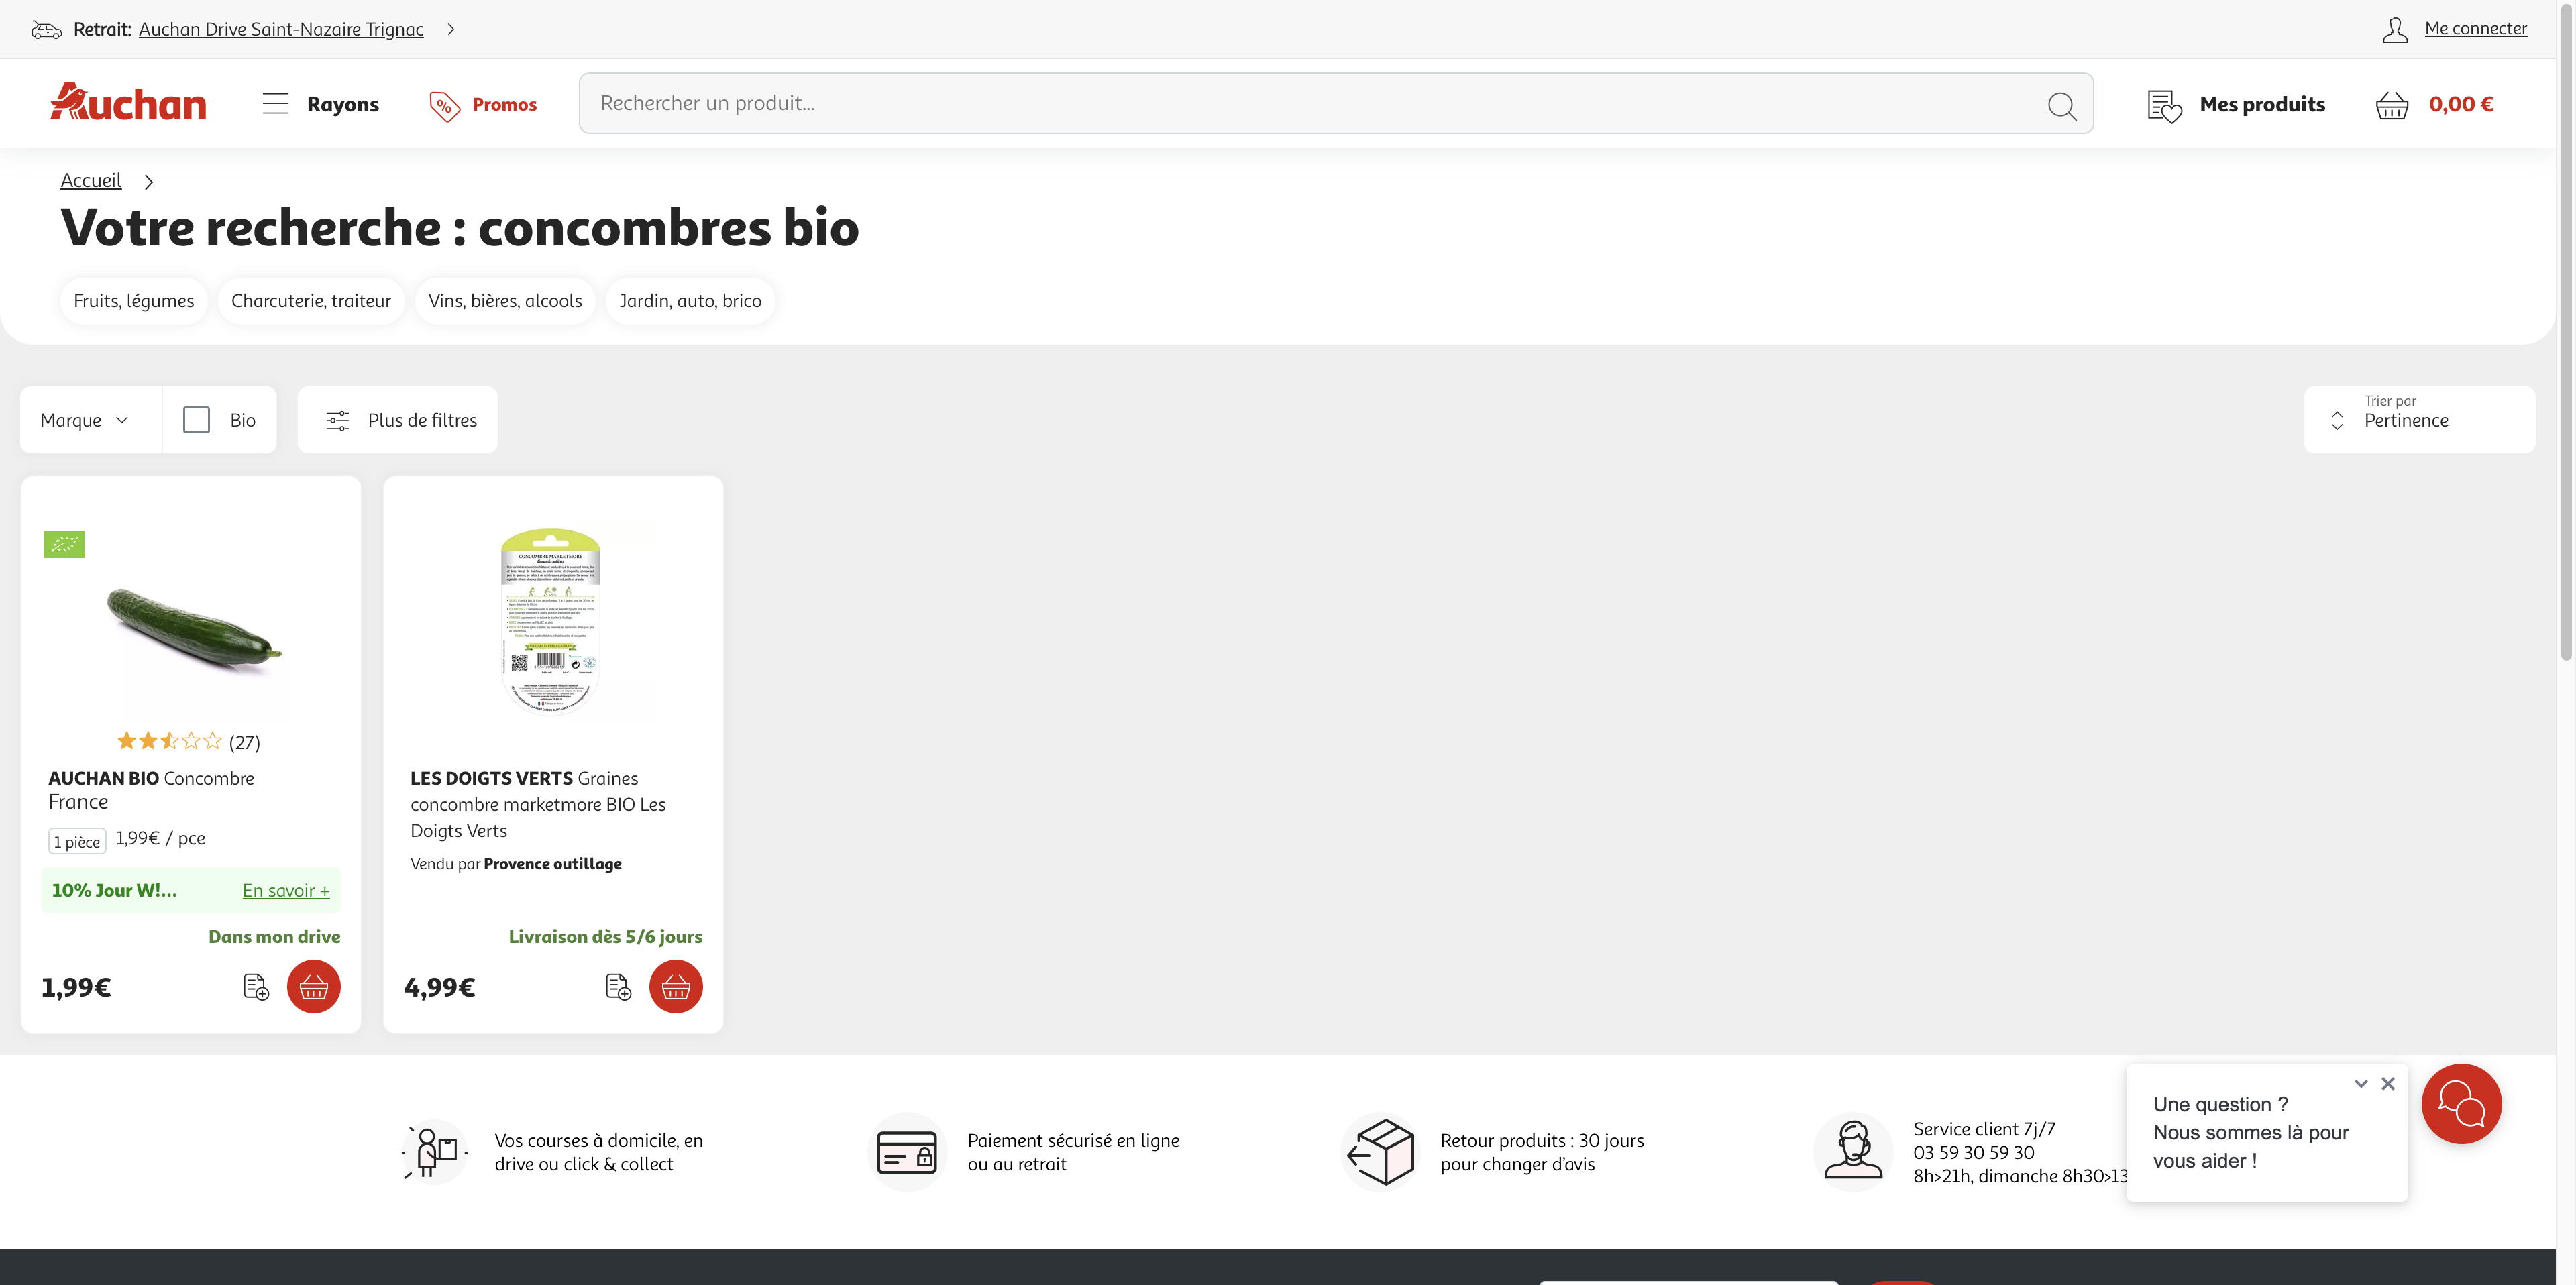 Retrait: Auchan Drive Saint-Nazaire Trignac
Me connecter
Auchan
Rayons
Promos
Rechercher un produit...
Mes produits
0,00 €
Accueil
Votre recherche : concombres bio
Fruits, légumes
Charcuterie, traiteur
Vins, bières, alcools
Jardin, auto, brico
Marque
Bio
Plus de filtres
Trier par
Pertinence
(27)
AUCHAN BIO Concombre
France
1 pièce
1,99€ / pce
10% Jour W!...
En savoir +
Dans mon drive
1,99€
CONCOMBRE MARKETMORE
LES DOIGTS VERTS Graines
concombre marketmore BIO Les
Doigts Verts
Vendu par Provence outillage
Livraison dès 5/6 jours
4,99€
Vos courses à domicile, en
drive ou click & collect
Paiement sécurisé en ligne
ou au retrait
Retour produits : 30 jours
pour changer d'avis
Service client 7j/7
03 59 30 59 30
8h>21h, dimanche 8h30>13
Une question ?
Nous sommes là pour
vous aider !